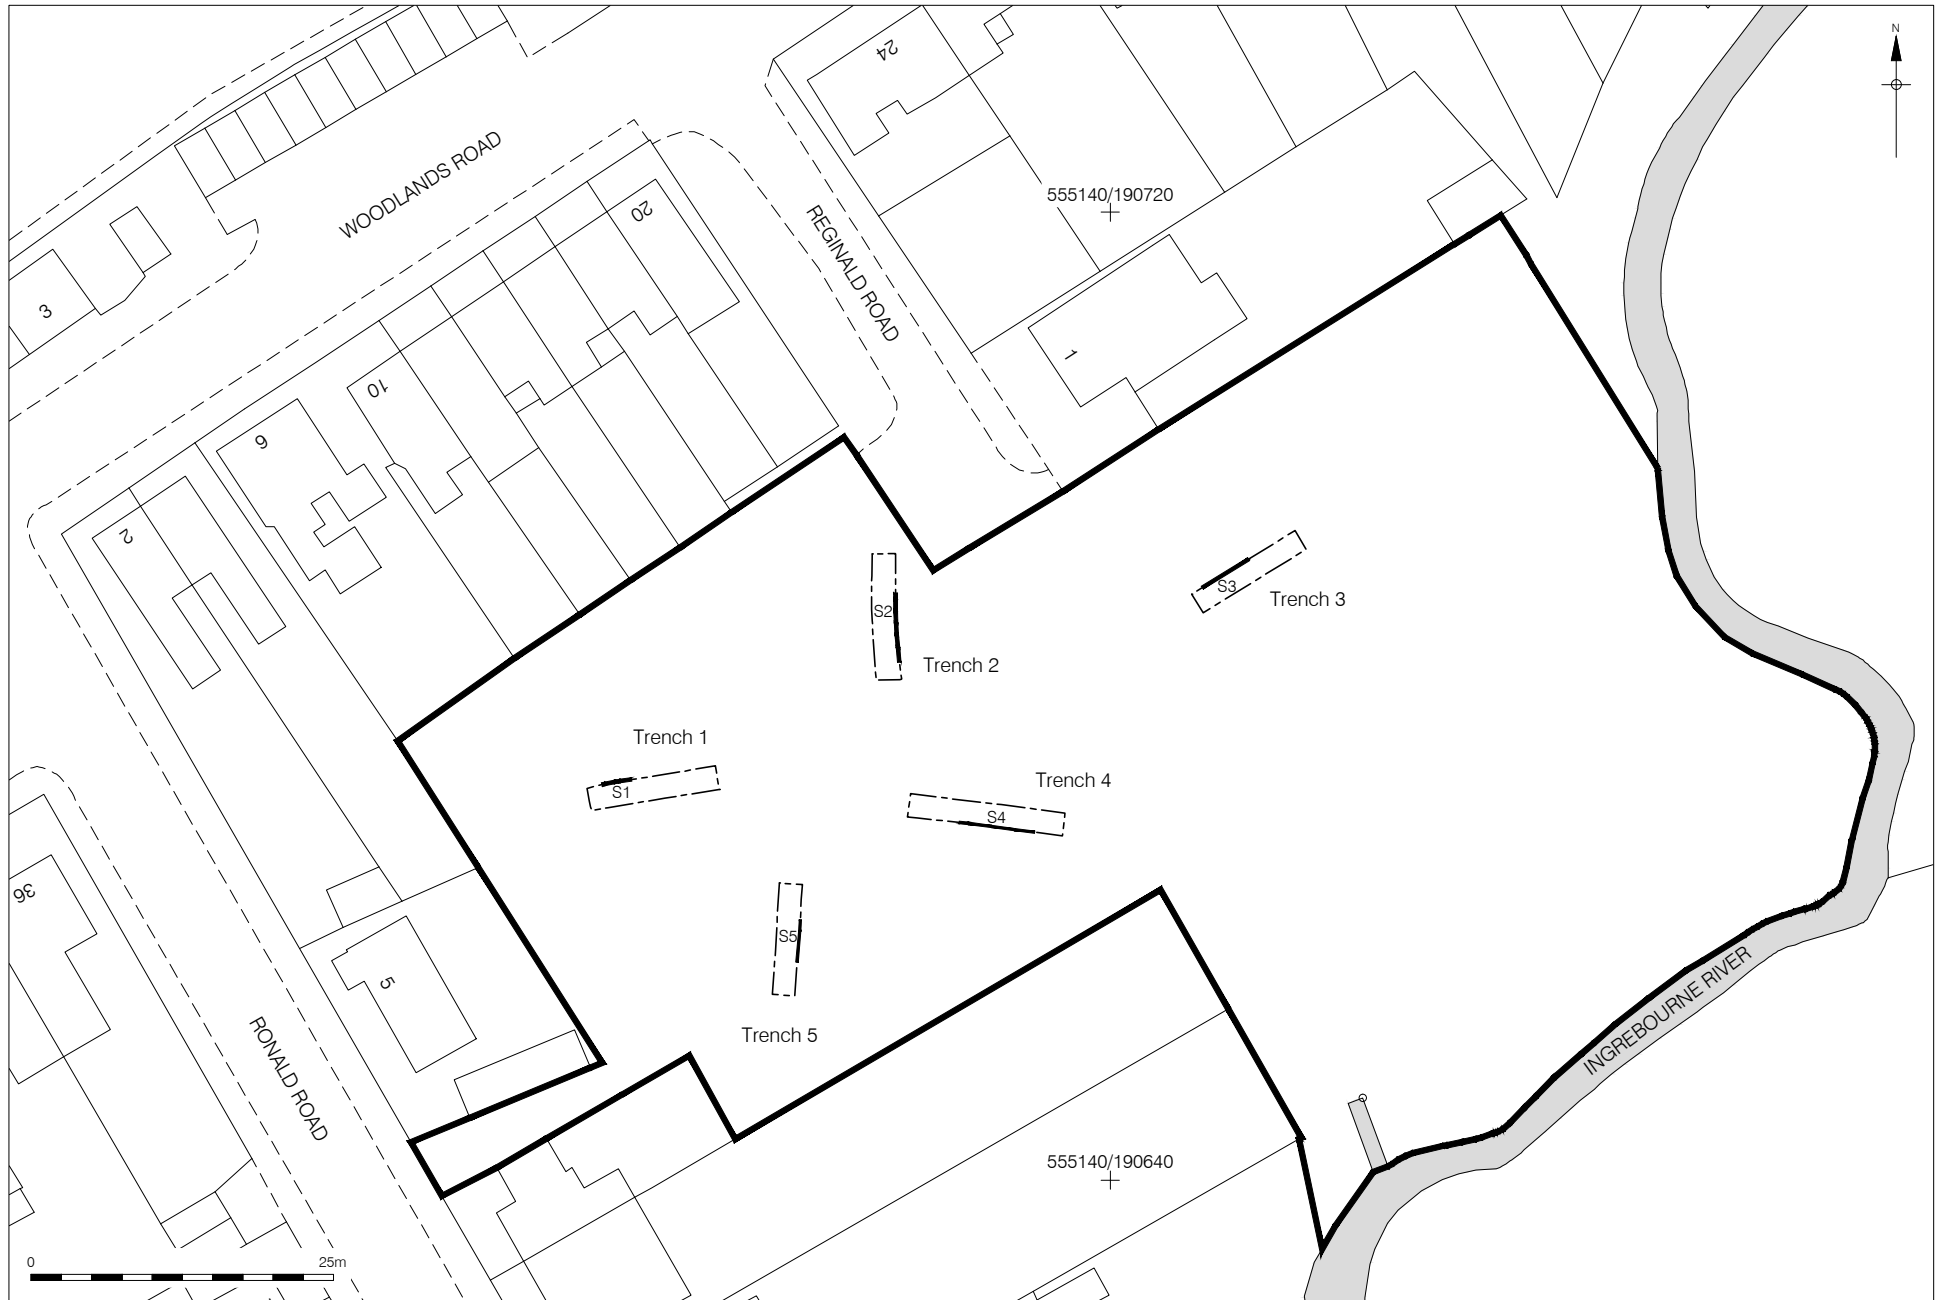 N
24
WOODLANDS ROAD
555140/190720
20
REGINALD ROAD
3
1
10
6
2
S3
Trench 3
S2
Trench 2
Trench 1
S1
Trench 4
S4
36
S5
5
INGREBOURNE RIVER
Trench 5
RONALD ROAD
555140/190640
0 25m